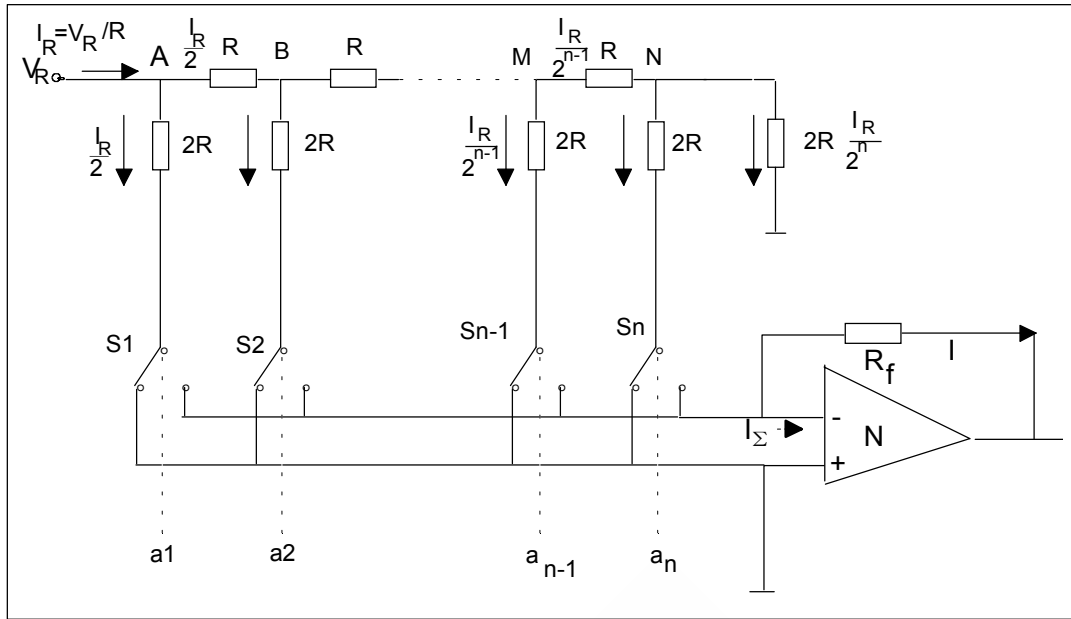 I_R=V_R/R
V_R
A
I_R/2
R
B
R
M
I_R/2^n-1
R
N
I_R/2
2R
2R
I_R/2^n-1
2R
2R
2R
I_R/2^n
S1
S2
Sn-1
Sn
R_f
I
I_Σ
-
N
+
a1
a2
a_n-1
a_n